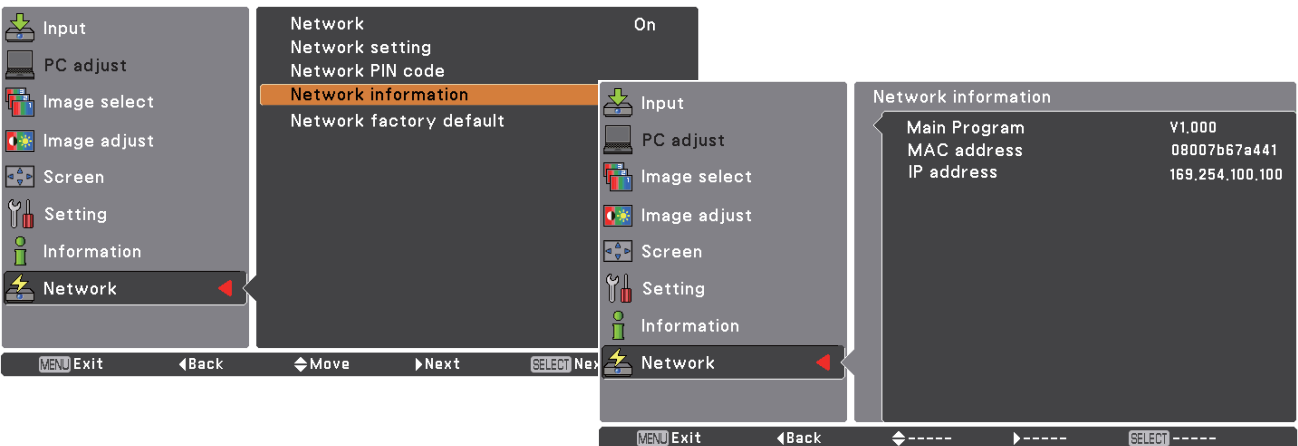 Input
PC adjust
Image select
Image adjust
Screen
Setting
Information
Network
Network On
Network setting
Network PIN code
Network information
Network factory default
MENU Exit Back Move Next SELECT Nex
Input
PC adjust
Image select
Image adjust
Screen
Setting
Information
Network
Network information
Main Program V1.000
MAC address 08007b67a441
IP address 169.254.100.100
MENU Exit Back ----- ----- SELECT -----